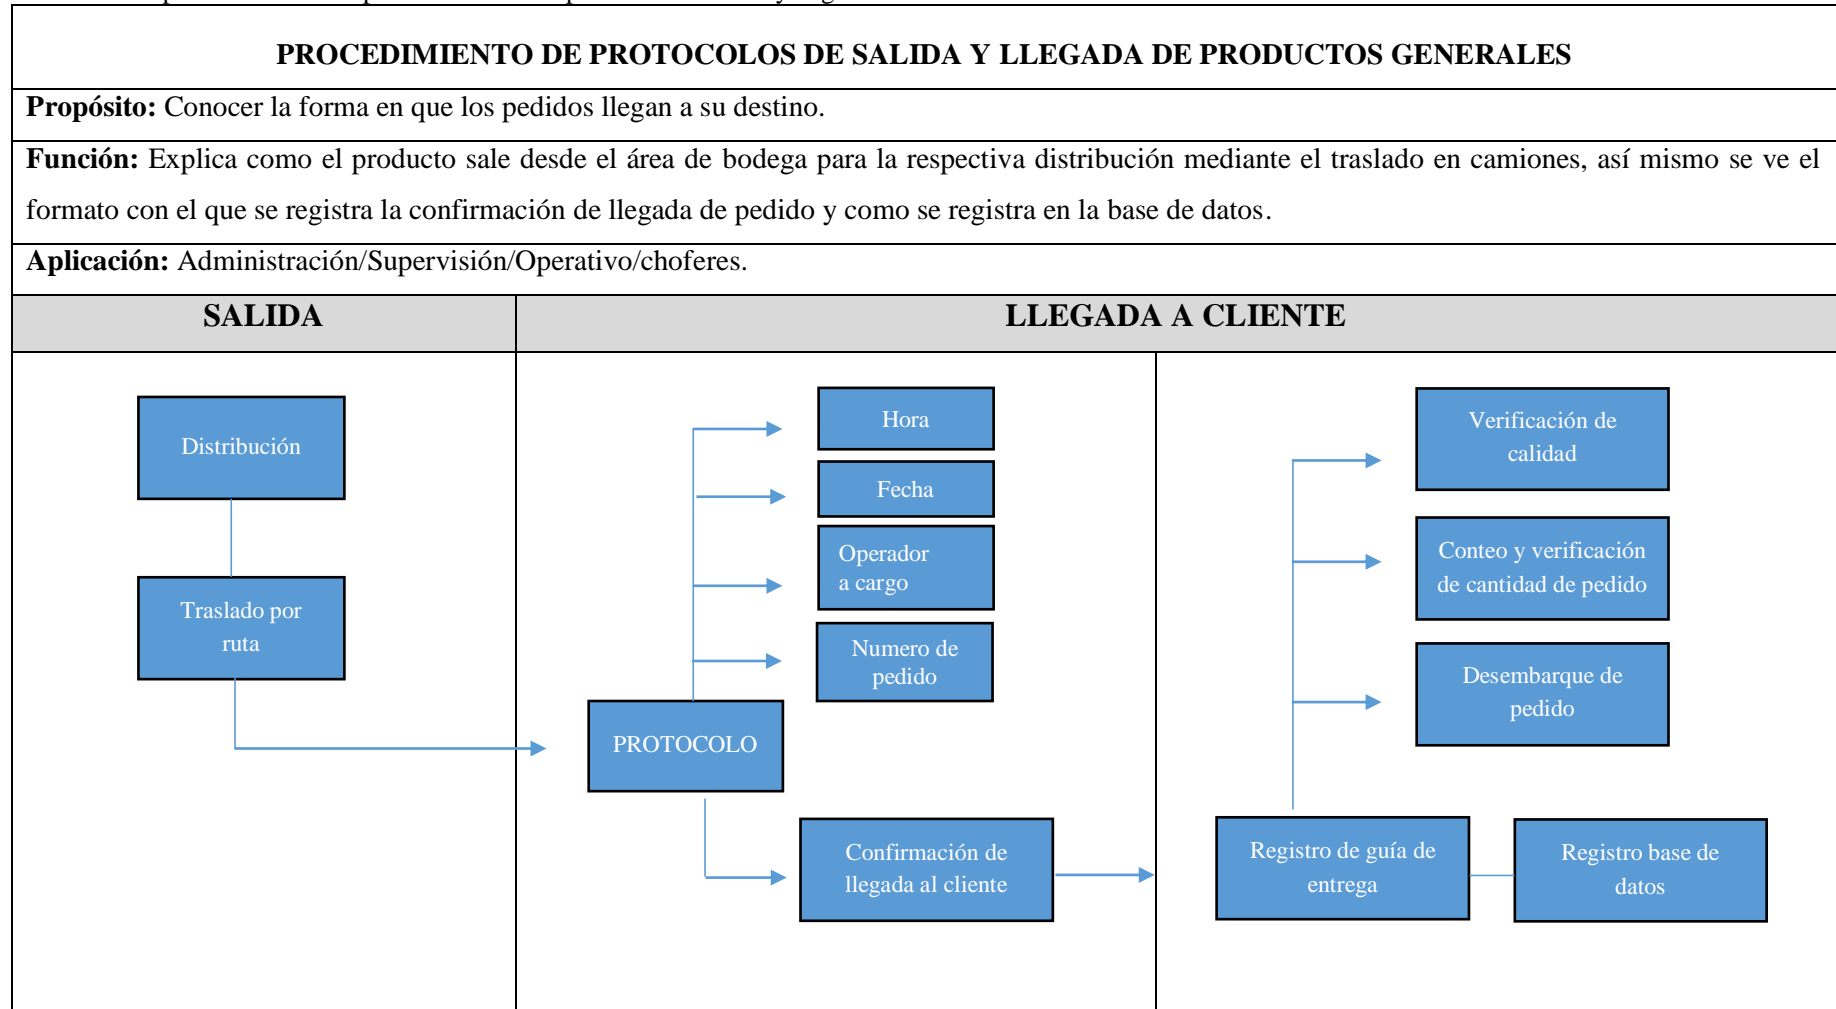 PROCEDIMIENTO DE PROTOCOLOS DE SALIDA Y LLEGADA DE PRODUCTOS GENERALES
Propósito: Conocer la forma en que los pedidos llegan a su destino.
Función: Explica como el producto sale desde el área de bodega para la respectiva distribución mediante el traslado en camiones, así mismo se ve el
formato con el que se registra la confirmación de llegada de pedido y como se registra en la base de datos.
Aplicación: Administración/Supervisión/Operativo/choferes.
SALIDA
LLEGADA A CLIENTE
Distribución
Traslado por
ruta
Hora
Fecha
Operador
a cargo
Numero de
pedido
PROTOCOLO
Confirmación de
llegada al cliente
Verificación de
calidad
Conteo y verificación
de cantidad de pedido
Desembarque de
pedido
Registro de guía de
entrega
Registro base de
datos